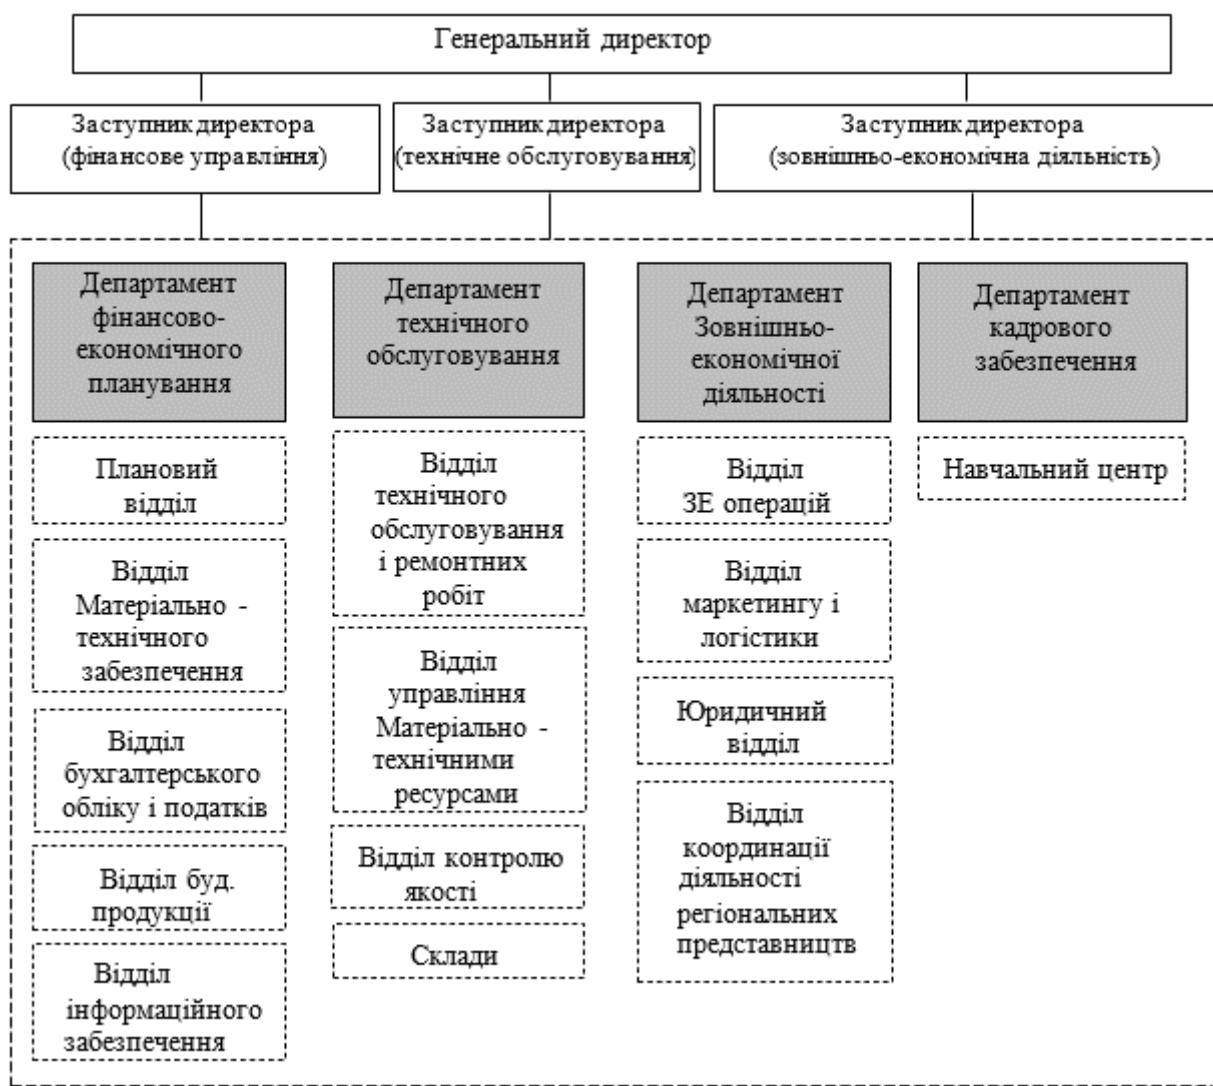 Генеральний директор
Заступник директора
(фінансове управління)
Заступник директора
(технічне обслуговування)
Заступник директора
(зовнішньо-економічна діяльність)
Департамент
фінансово-
економічного
планування
Плановий
відділ
Відділ
Матеріально -
технічного
забезпечення
Відділ
бухгалтерського
обліку і податків
Відділ буд.
продукції
Відділ
інформаційного
забезпечення
Департамент
технічного
обслуговування
Відділ
технічного
обслуговування
і ремонтних
робіт
Відділ
управління
Матеріально -
технічними
ресурсами
Відділ контролю
якості
Склади
Департамент
Зовнішньо-
економічної
діяльності
Відділ
ЗЕ операцій
Відділ
маркетингу і
логістики
Юридичний
відділ
Відділ
координації
діяльності
регіональних
представництв
Департамент
кадрового
забезпечення
Навчальний центр